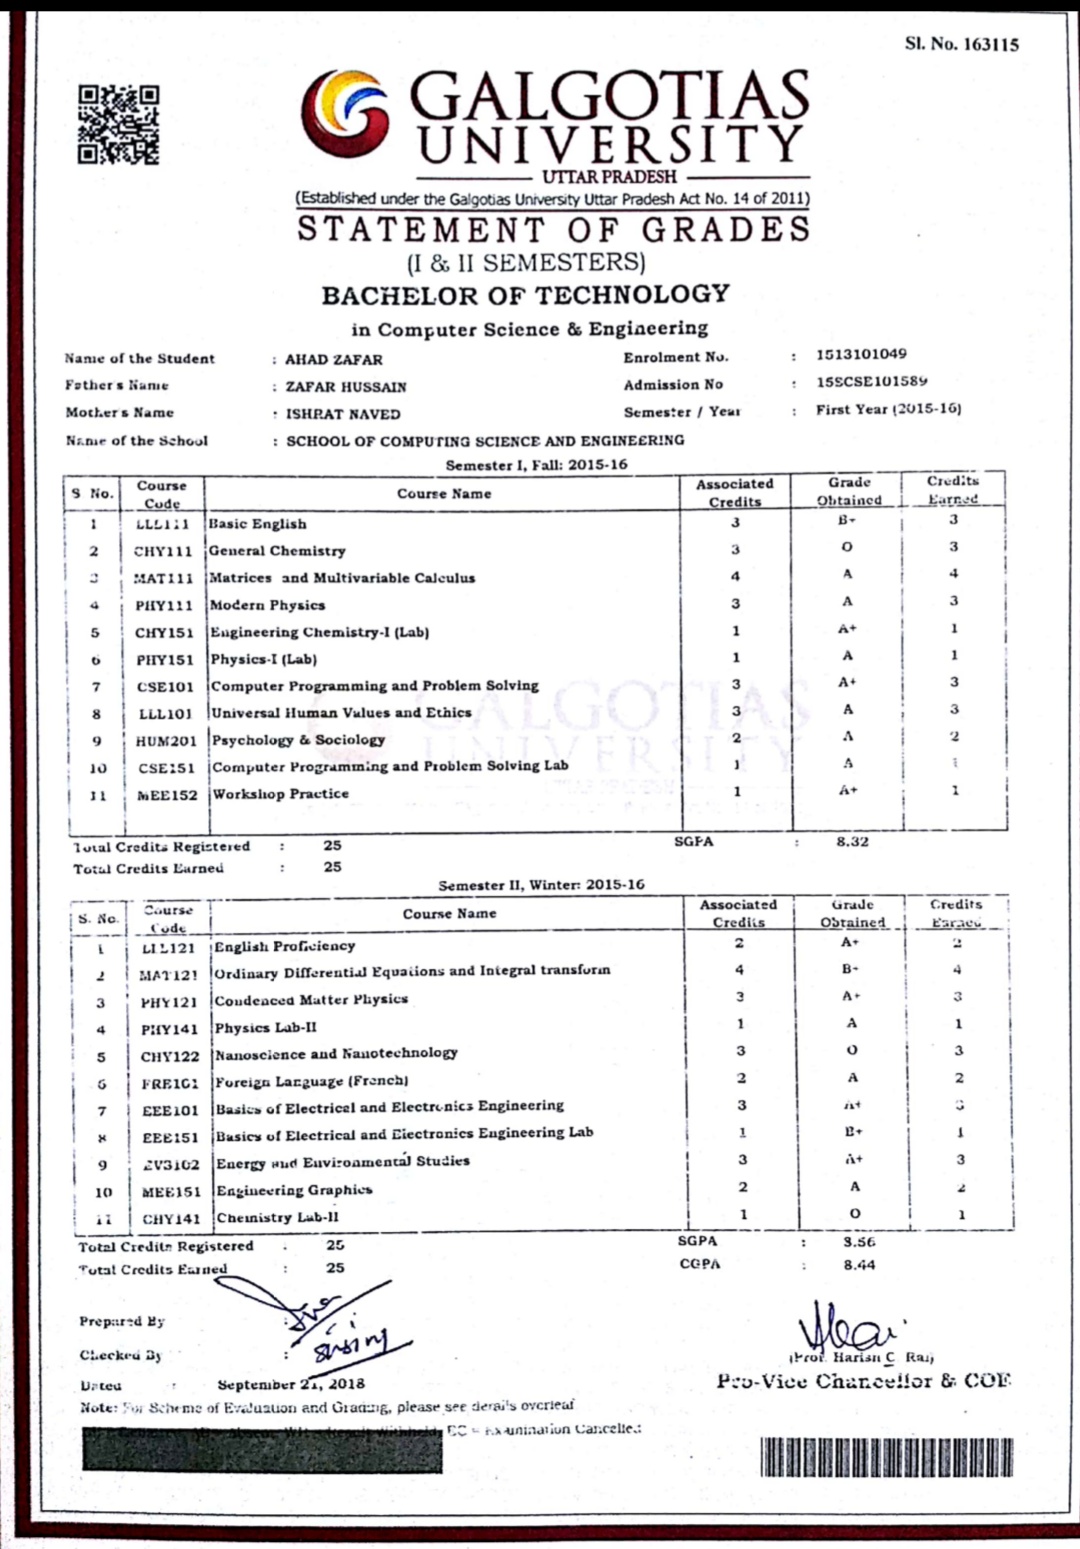 Sl. No. 163115
GALGOTIAS
UNIVERSITY
UTTAR PRADESH
(Established under the Galgotias University Uttar Pradesh Act No. 14 of 2011)
STATEMENT OF GRADES
(I & II SEMESTERS)
BACHELOR OF TECHNOLOGY
in Computer Science & Engineering
Name of the Student : AHAD ZAFAR Enrolment No. : 1513101049
Father's Name : ZAFAR HUSSAIN Admission No : 15SCSE101589
Mother's Name : ISHRAT NAVED Semester / Year : First Year (2015-16)
Name of the School : SCHOOL OF COMPUTING SCIENCE AND ENGINEERING
Semester I, Fall: 2015-16
S No. Course Code Course Name Associated Credits Grade Obtained Credits Earned
1 LLL111 Basic English 3 B+ 3
2 CHY111 General Chemistry 3 O 3
3 MAT111 Matrices and Multivariable Calculus 4 A 4
4 PHY111 Modern Physics 3 A 3
5 CHY151 Engineering Chemistry-I (Lab) 1 A+ 1
6 PHY151 Physics-I (Lab) 1 A 1
7 CSE101 Computer Programming and Problem Solving 3 A+ 3
8 LLL101 Universal Human Values and Ethics 3 A 3
9 HUM201 Psychology & Sociology 2 A 2
10 CSE151 Computer Programming and Problem Solving Lab 1 A 1
11 MEE152 Workshop Practice 1 A+ 1
Total Credits Registered : 25 SGPA : 8.32
Total Credits Earned : 25
Semester II, Winter: 2015-16
S. No. Course Code Course Name Associated Credits Grade Obtained Credits Earned
1 LLL121 English Proficiency 2 A+ 2
2 MAT121 Ordinary Differential Equations and Integral transform 4 B+ 4
3 PHY121 Condenced Matter Physics 3 A+ 3
4 PHY141 Physics Lab-II 1 A 1
5 CHY122 Nanoscience and Nanotechnology 3 O 3
6 FRE101 Foreign Language (French) 2 A 2
7 EEE101 Basics of Electrical and Electronics Engineering 3 A+ 3
8 EEE151 Basics of Electrical and Electronics Engineering Lab 1 B+ 1
9 Energy and Environmental Studies 3 A+ 3
10 MEE151 Engineering Graphics 2 A 2
11 CHY141 Chemistry Lab-II 1 O 1
Total Credits Registered : 25 SGPA : 8.56
Total Credits Earned : 25 CGPA : 8.44
Prepared By :
Checked By :
(Prof. Harish C. Rai)
Pro-Vice Chancellor & COE
Dated : September 21, 2018
Note: For Scheme of Evaluation and Grading, please see details overleaf
EC = Examination Cancelled